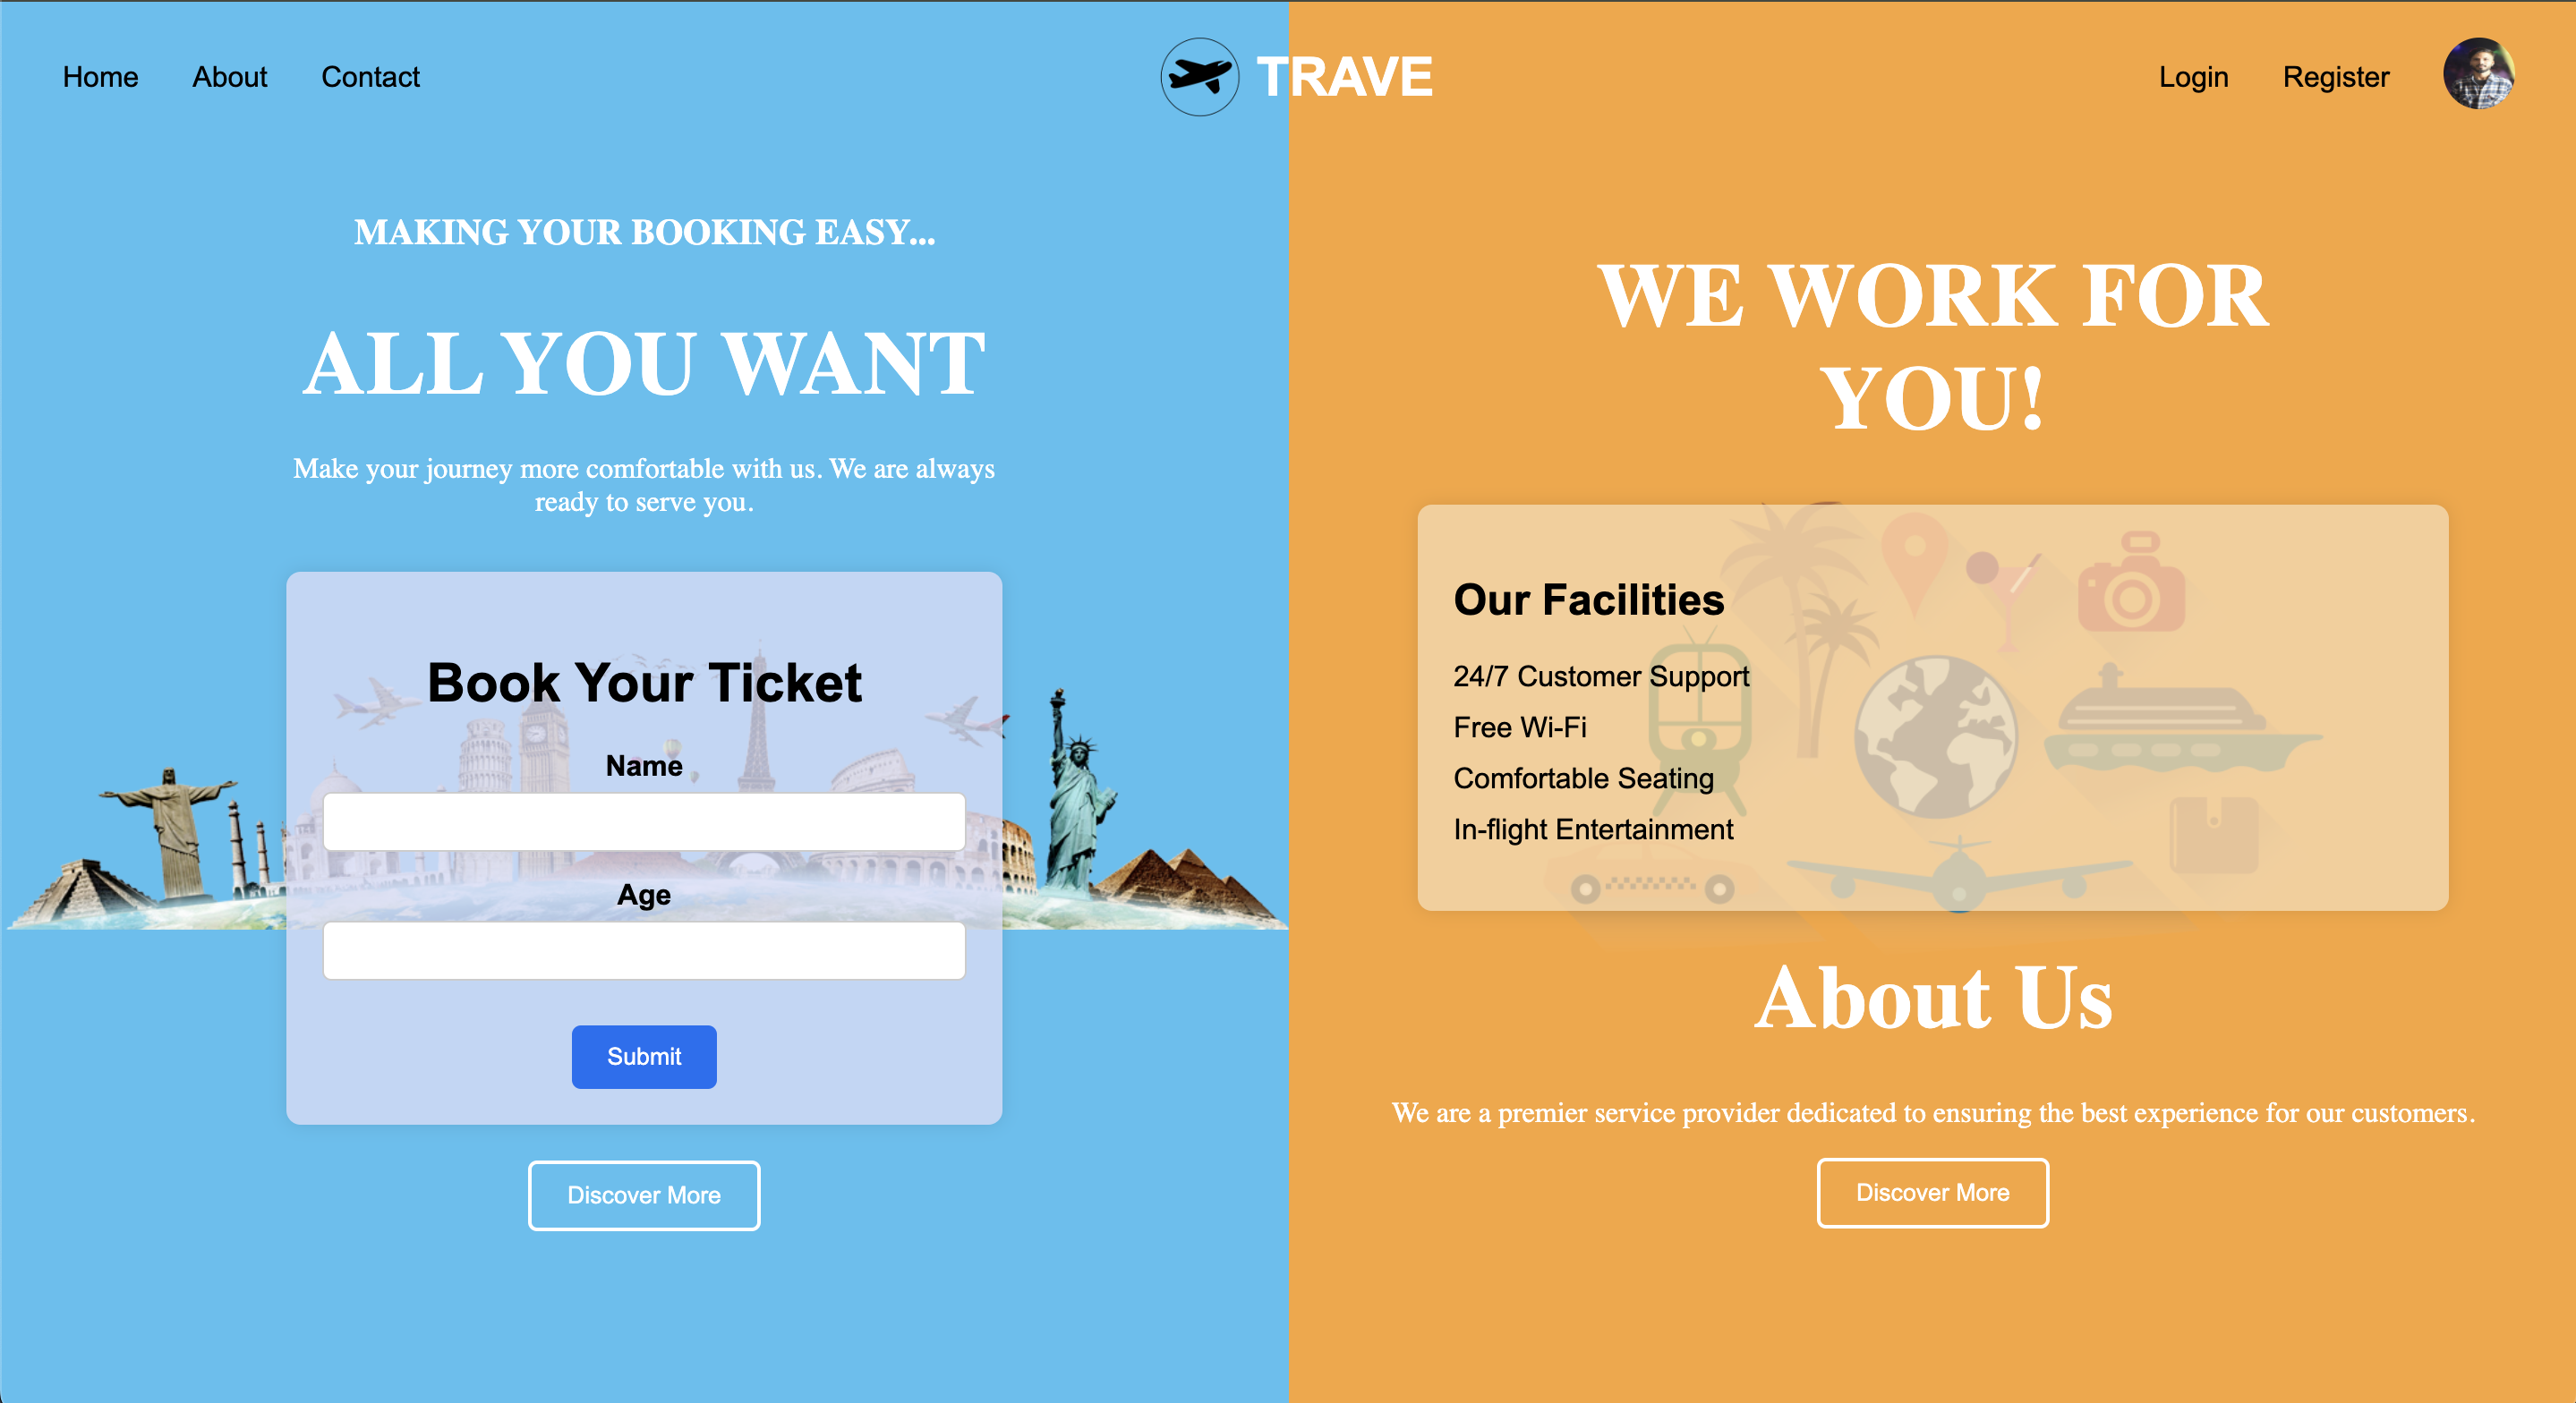 Home About Contact
TRAVE
Login Register
MAKING YOUR BOOKING EASY...
ALL YOU WANT
Make your journey more comfortable with us. We are always
ready to serve you.
Book Your Ticket
Name
Age
Submit
Discover More
WE WORK FOR
YOU!
Our Facilities
24/7 Customer Support
Free Wi-Fi
Comfortable Seating
In-flight Entertainment
About Us
We are a premier service provider dedicated to ensuring the best experience for our customers.
Discover More